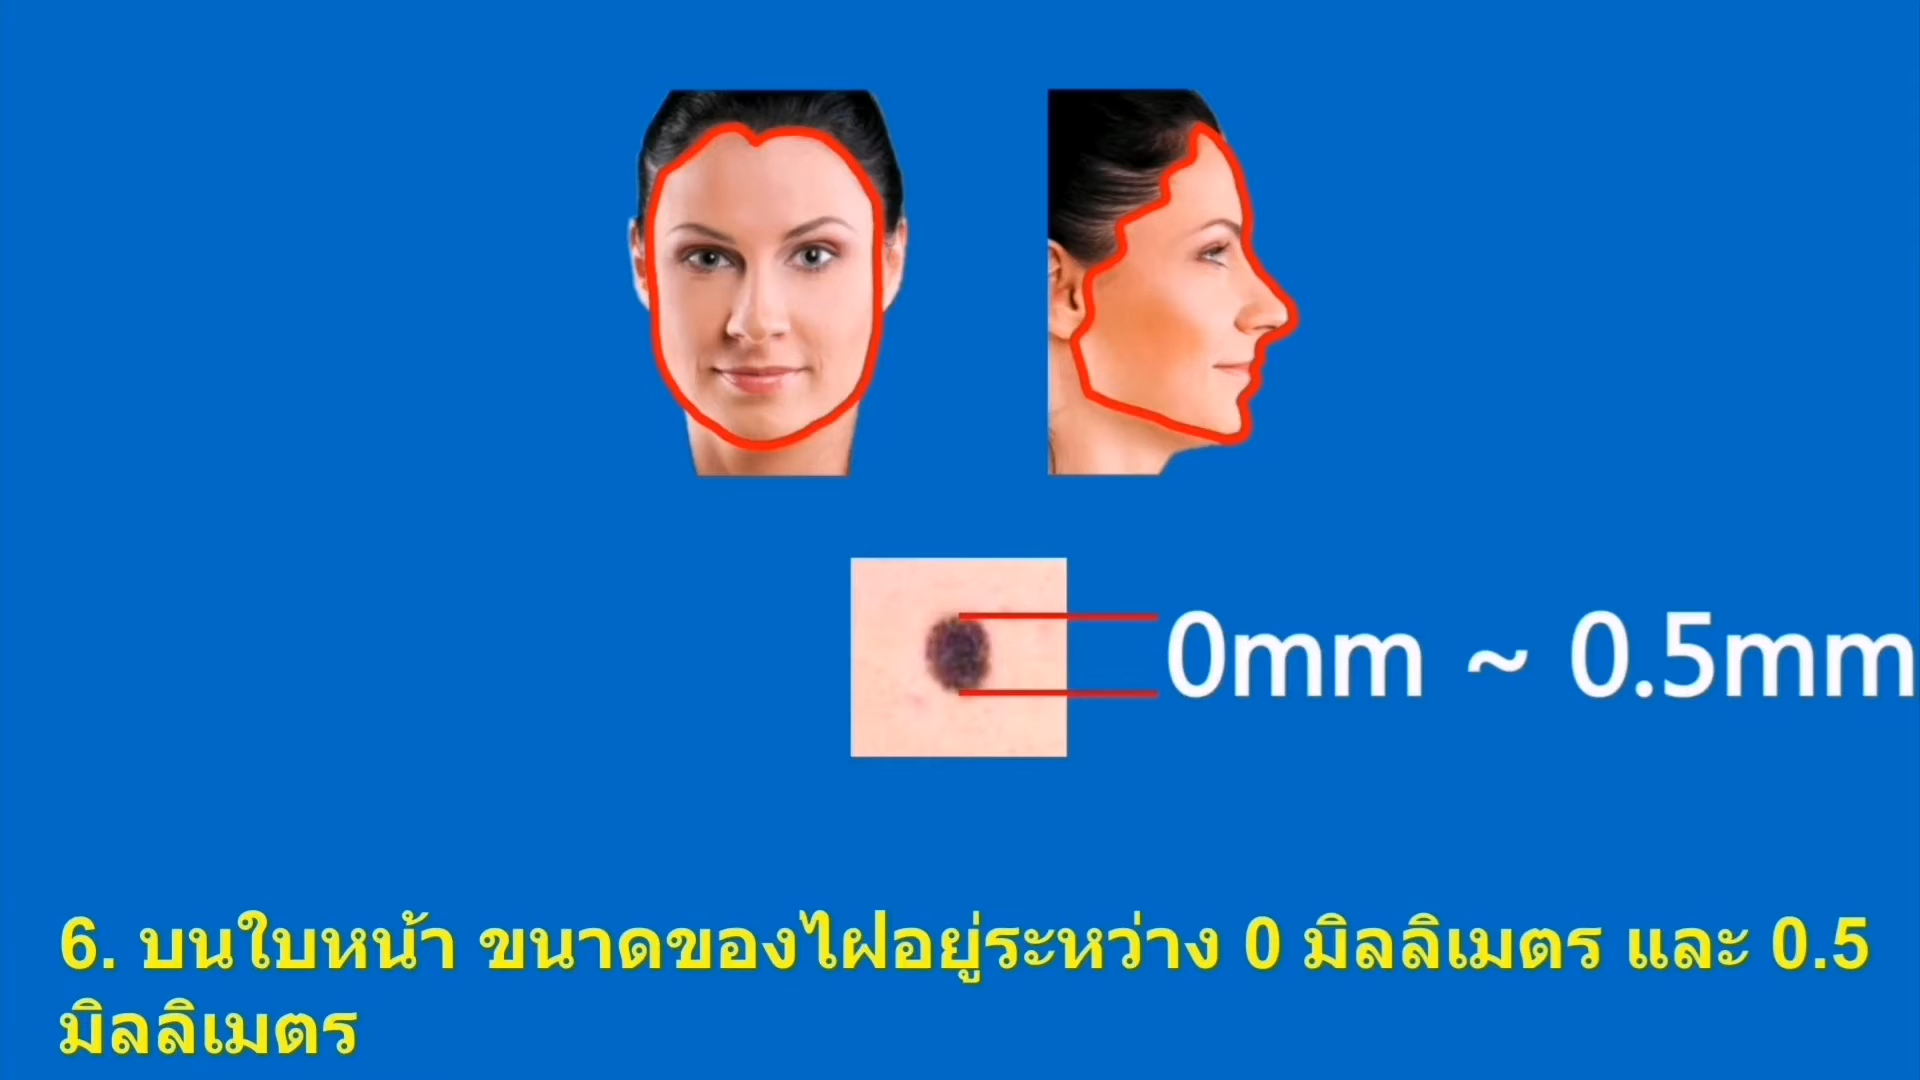 0mm ~ 0.5mm
6. บนใบหน้า ขนาดของไฝอยู่ระหว่าง 0 มิลลิเมตร และ 0.5
มิลลิเมตร